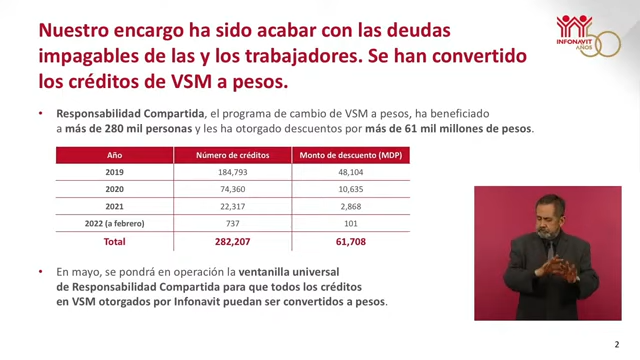 Nuestro encargo ha sido acabar con las deudas
impagables de las y los trabajadores. Se han convertido
los créditos de VSM a pesos.
INFONAVIT
50
AÑOS
• Responsabilidad Compartida, el programa de cambio de VSM a pesos, ha beneficiado
a más de 280 mil personas y les ha otorgado descuentos por más de 61 mil millones de pesos.
Año Número de créditos Monto de descuento (MDP)
2019 184,793 48,104
2020 74,360 10,635
2021 22,317 2,868
2022 (a febrero) 737 101
Total 282,207 61,708
• En mayo, se pondrá en operación la ventanilla universal
de Responsabilidad Compartida para que todos los créditos
en VSM otorgados por Infonavit puedan ser convertidos a pesos.
2